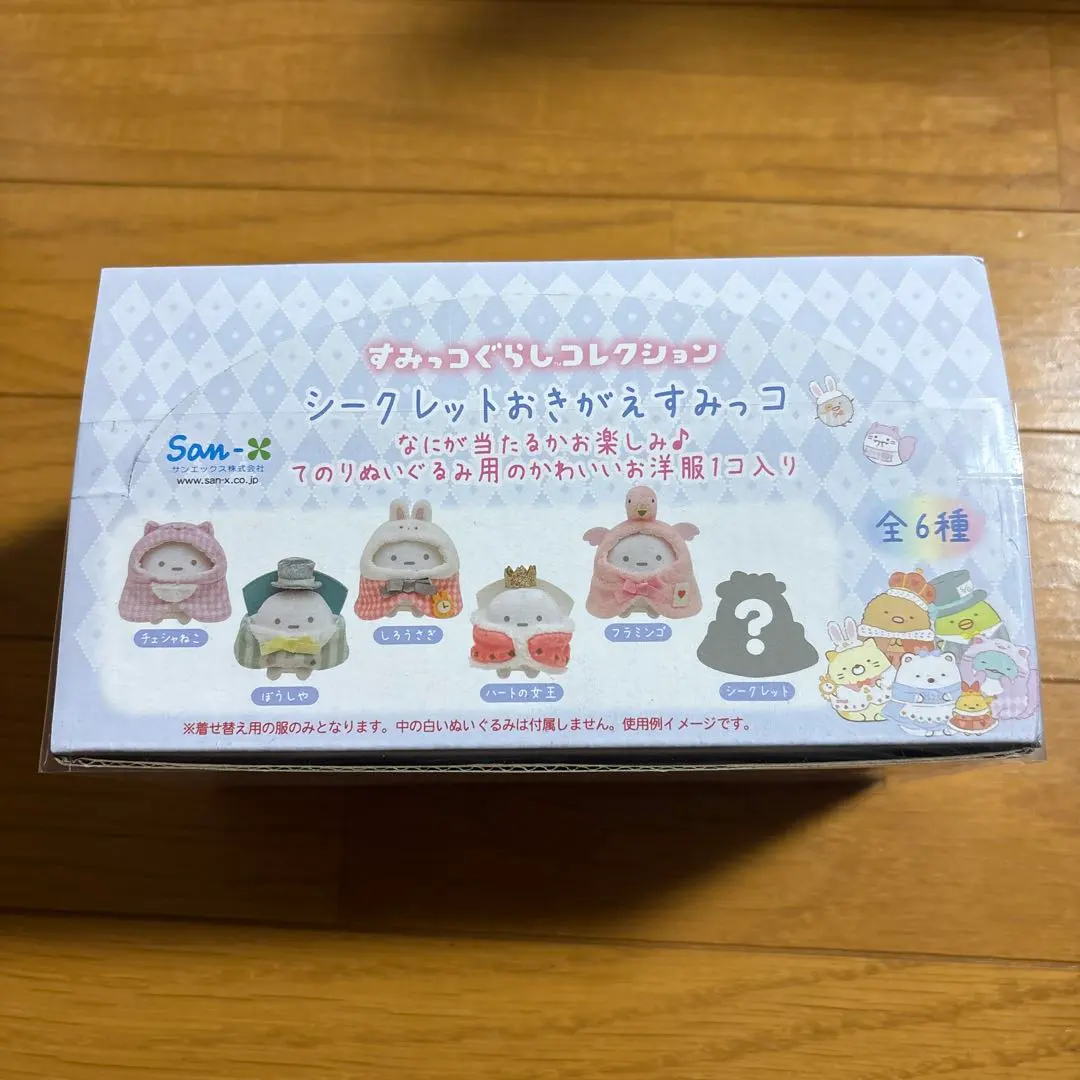 すみっコぐらしコレクション
シークレットおきがえすみっコ
なにが当たるかお楽しみ♪
てのりぬいぐるみ用のかわいいお洋服1コ入り
San-X
サンエックス株式会社
www.san-x.co.jp
全6種
チェシャねこ
ぼうしや
しろうさぎ
ハートの女王
フラミンゴ
?
シークレット
※着せ替え用の服のみとなります。中の白いぬいぐるみは付属しません。使用例イメージです。